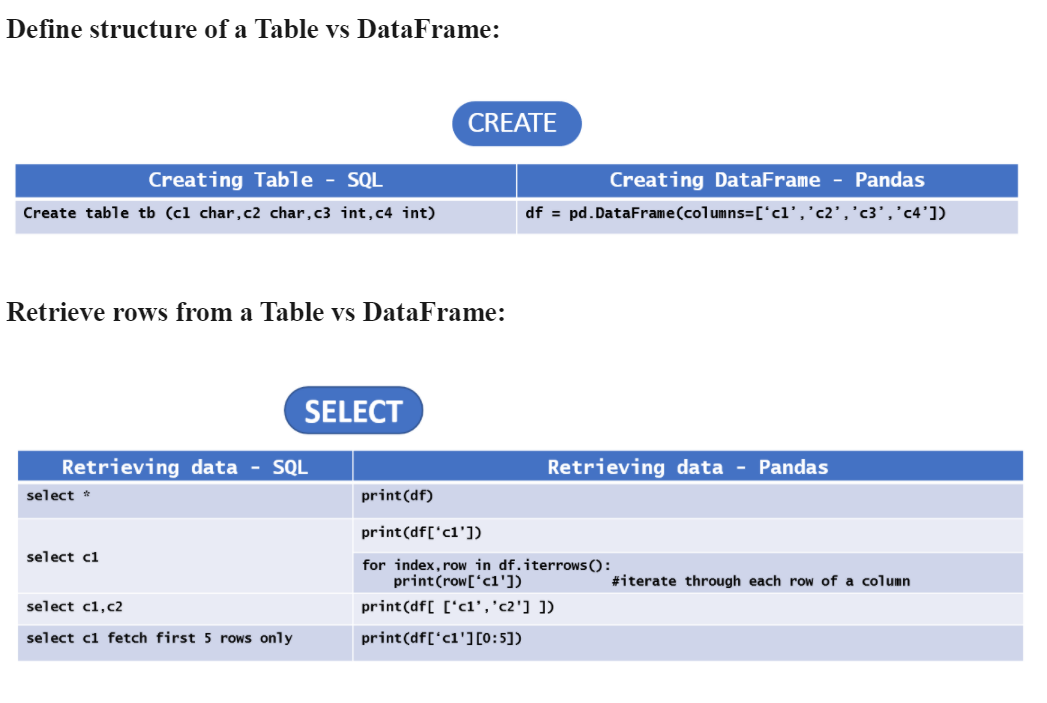 Define structure of a Table vs DataFrame:
CREATE
Creating Table - SQL
Creating DataFrame - Pandas
Create table tb (c1 char,c2 char,c3 int,c4 int)
df = pd.DataFrame(columns=[‘c1’,’c2’,’c3’,’c4’])
Retrieve rows from a Table vs DataFrame:
SELECT
Retrieving data - SQL
Retrieving data - Pandas
select *
print(df)
select c1
print(df[‘c1’])
for index,row in df.iterrows():
print(row[‘c1'])          #iterate through each row of a column
select c1,c2
print(df[ [‘c1’,’c2'] ])
select c1 fetch first 5 rows only
print(df[‘c1'][0:5])